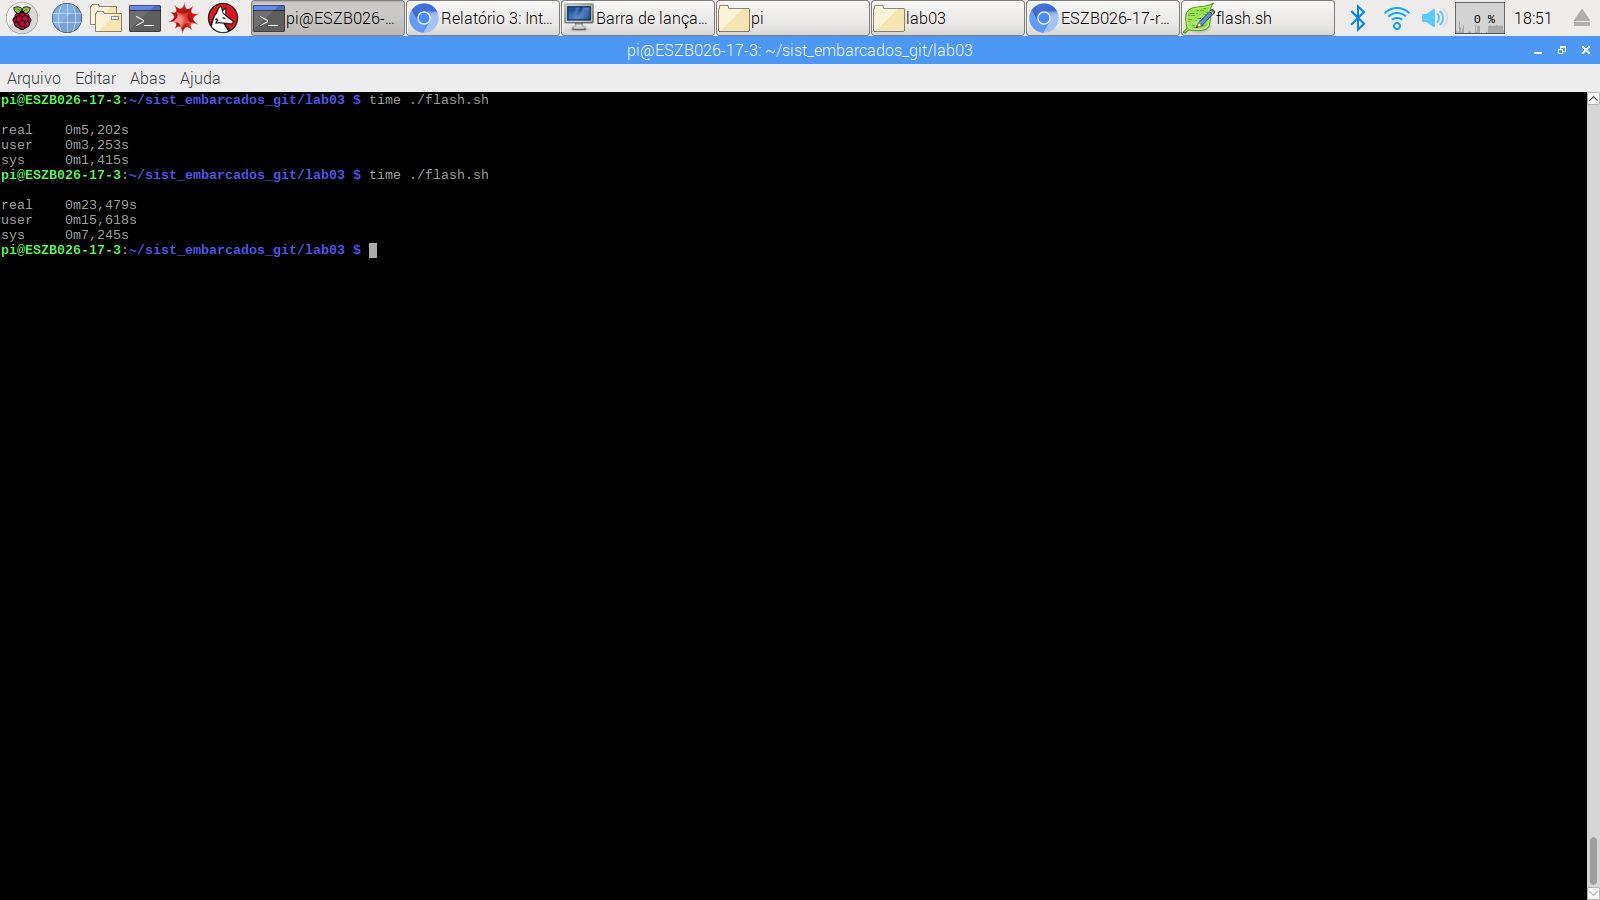 pi@ESZB026-... Relatório 3: Int... Barra de lança... pi lab03 ESZB026-17-r... flash.sh 0 % 18:51
pi@ESZB026-17-3: ~/sist_embarcados_git/lab03
Arquivo Editar Abas Ajuda
pi@ESZB026-17-3:~/sist_embarcados_git/lab03 $ time ./flash.sh
real 0m5,202s
user 0m3,253s
sys 0m1,415s
pi@ESZB026-17-3:~/sist_embarcados_git/lab03 $ time ./flash.sh
real 0m23,479s
user 0m15,618s
sys 0m7,245s
pi@ESZB026-17-3:~/sist_embarcados_git/lab03 $